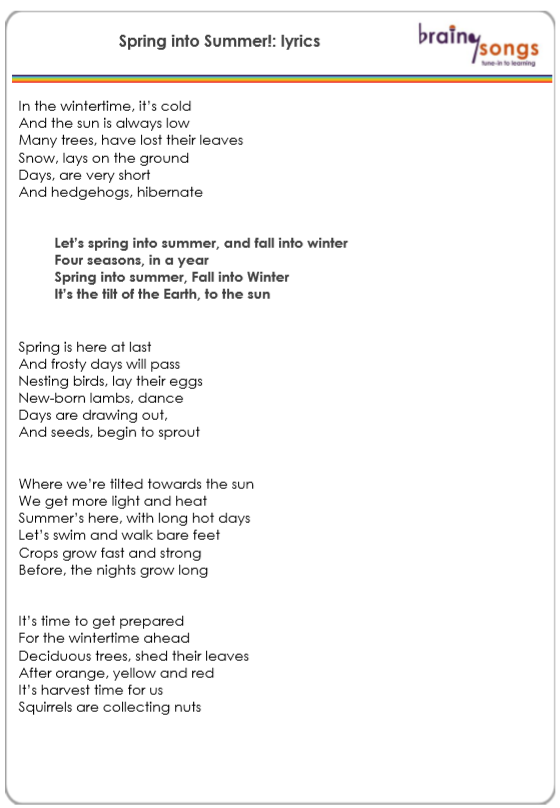 Spring into Summer!: lyrics
brainysongs
tune-in to learning
In the wintertime, it's cold
And the sun is always low
Many trees, have lost their leaves
Snow, lays on the ground
Days, are very short
And hedgehogs, hibernate
Let's spring into summer, and fall into winter
Four seasons, in a year
Spring into summer, Fall into Winter
It's the tilt of the Earth, to the sun
Spring is here at last
And frosty days will pass
Nesting birds, lay their eggs
New-born lambs, dance
Days are drawing out,
And seeds, begin to sprout
Where we're tilted towards the sun
We get more light and heat
Summer's here, with long hot days
Let's swim and walk bare feet
Crops grow fast and strong
Before, the nights grow long
It's time to get prepared
For the wintertime ahead
Deciduous trees, shed their leaves
After orange, yellow and red
It's harvest time for us
Squirrels are collecting nuts